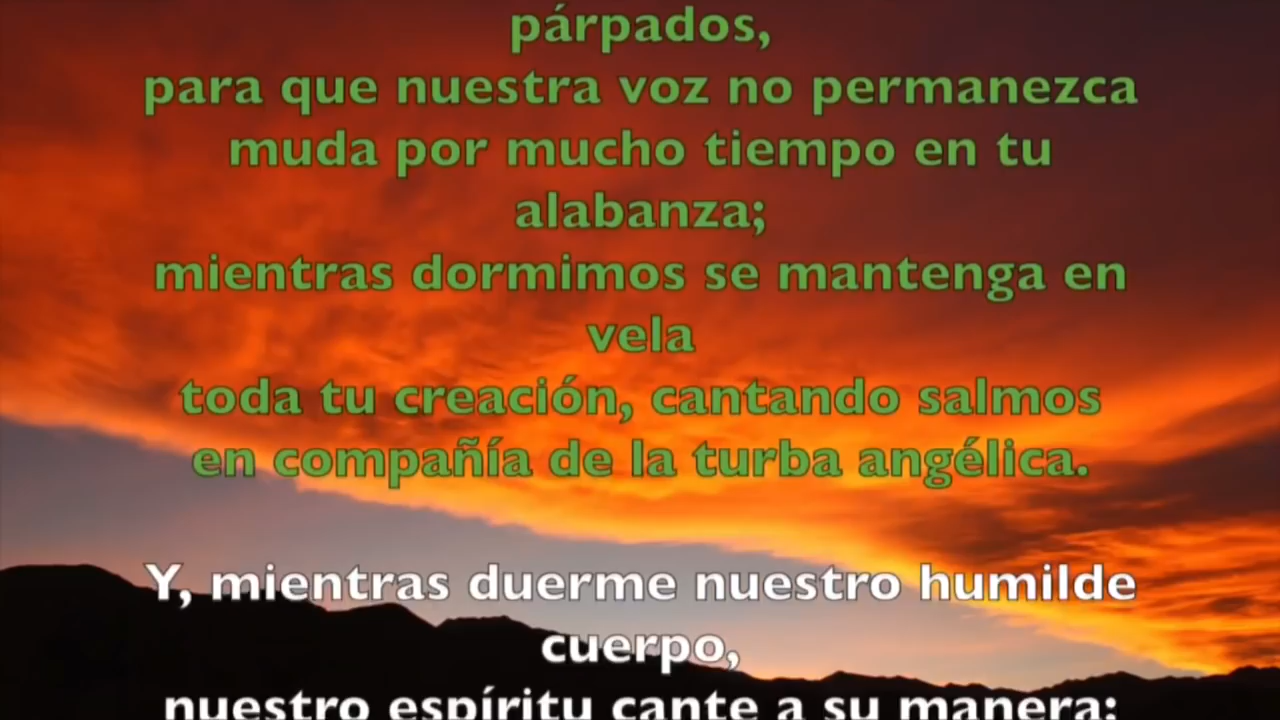 párpados,
para que nuestra voz no permanezca
muda por mucho tiempo en tu
alabanza;
mientras dormimos se mantenga en
vela
toda tu creación, cantando salmos
en compañía de la turba angélica.
Y, mientras duerme nuestro humilde
cuerpo,
nuestro espíritu cante a su manera: